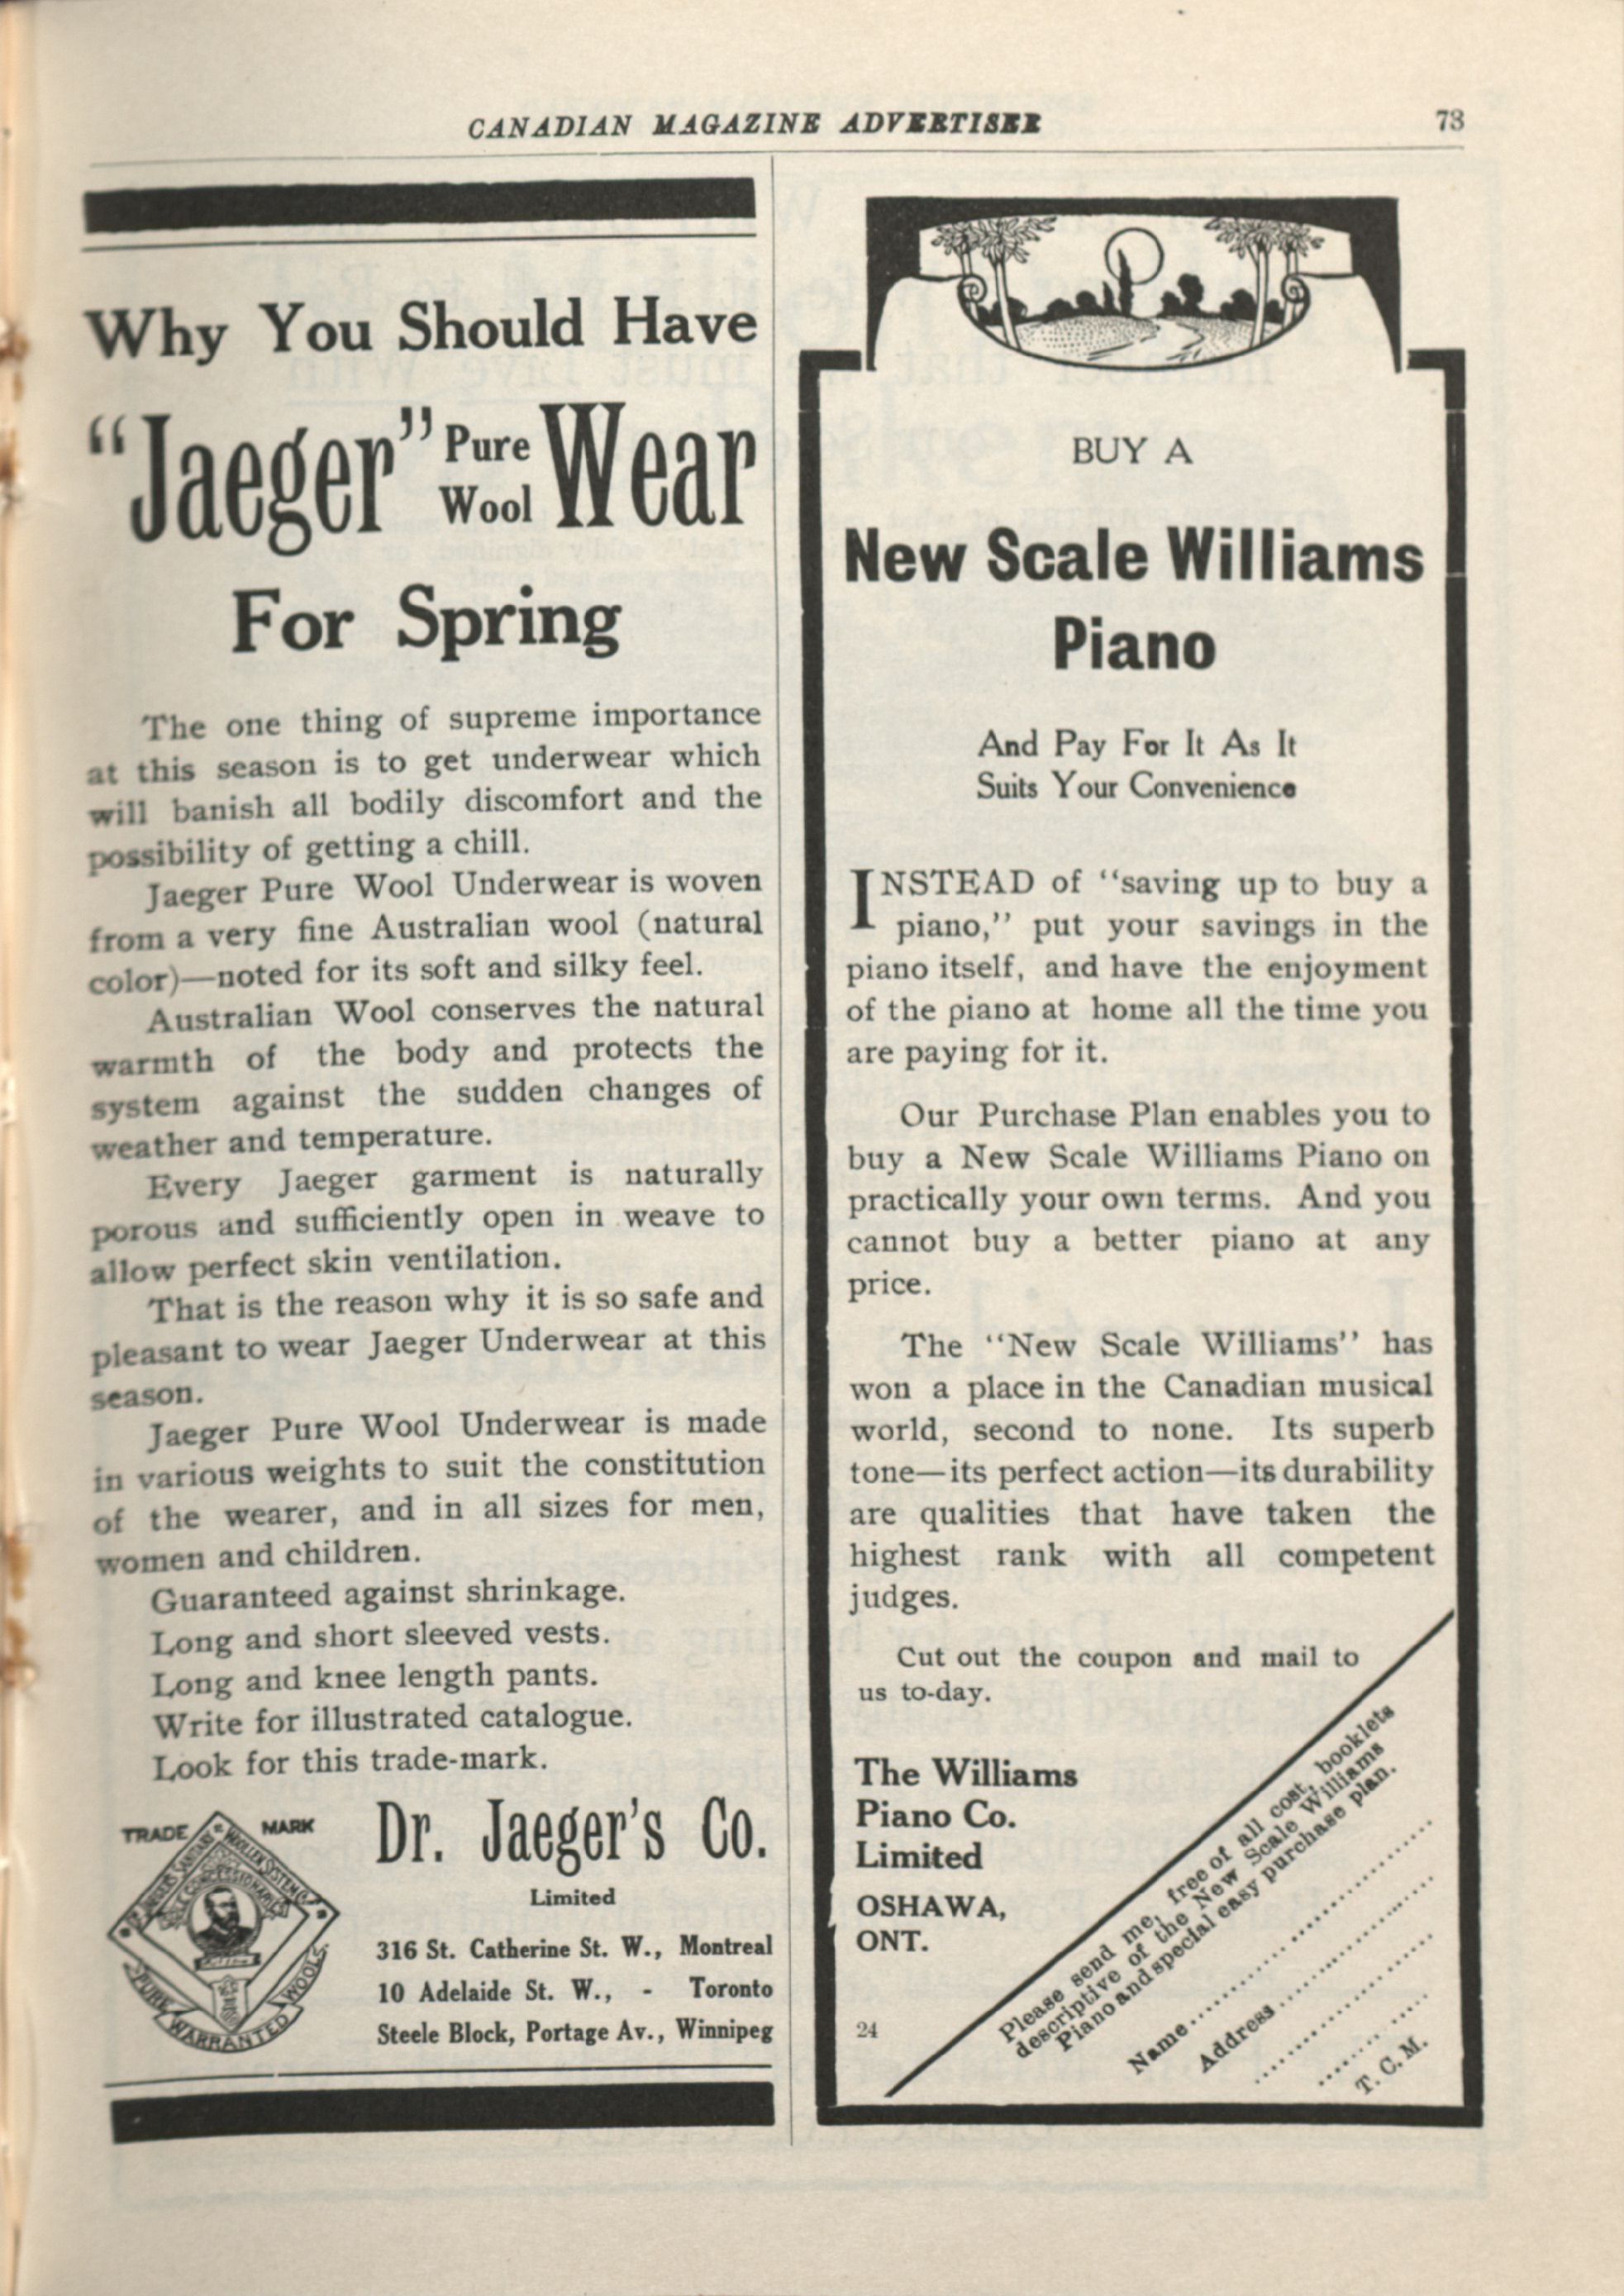 CANADIAN MAGAZINE ADVERTISER
73
Why You Should Have
“Jaeger” Pure Wool Wear
For Spring
The one thing of supreme importance
at this season is to get underwear which
will banish all bodily discomfort and the
possibility of getting a chill.
Jaeger Pure Wool Underwear is woven
from a very fine Australian wool (natural
color)—noted for its soft and silky feel.
Australian Wool conserves the natural
warmth of the body and protects the
system against the sudden changes of
weather and temperature.
Every Jaeger garment is naturally
porous and sufficiently open in weave to
allow perfect skin ventilation.
That is the reason why it is so safe and
pleasant to wear Jaeger Underwear at this
season.
Jaeger Pure Wool Underwear is made
in various weights to suit the constitution
of the wearer, and in all sizes for men,
women and children.
Guaranteed against shrinkage.
Long and short sleeved vests.
Long and knee length pants.
Write for illustrated catalogue.
Look for this trade-mark.
TRADE MARK
PURE
WARRANTED
WOOLS
Dr. Jaeger's Co.
Limited
316 St. Catherine St. W., Montreal
10 Adelaide St. W., - Toronto
Steele Block, Portage Av., Winnipeg
BUY A
New Scale Williams
Piano
And Pay For It As It
Suits Your Convenience
INSTEAD of “saving up to buy a
piano,” put your savings in the
piano itself, and have the enjoyment
of the piano at home all the time you
are paying for it.
Our Purchase Plan enables you to
buy a New Scale Williams Piano on
practically your own terms. And you
cannot buy a better piano at any
price.
The “New Scale Williams” has
won a place in the Canadian musical
world, second to none. Its superb
tone—its perfect action—its durability
are qualities that have taken the
highest rank with all competent
judges.
Cut out the coupon and mail to
us to-day.
The Williams
Piano Co.
Limited
OSHAWA,
ONT.
24
Please send me, free of all cost, booklets
descriptive of the New Scale Williams
Piano and special easy purchase plan.
Name
Address
T. C. M.